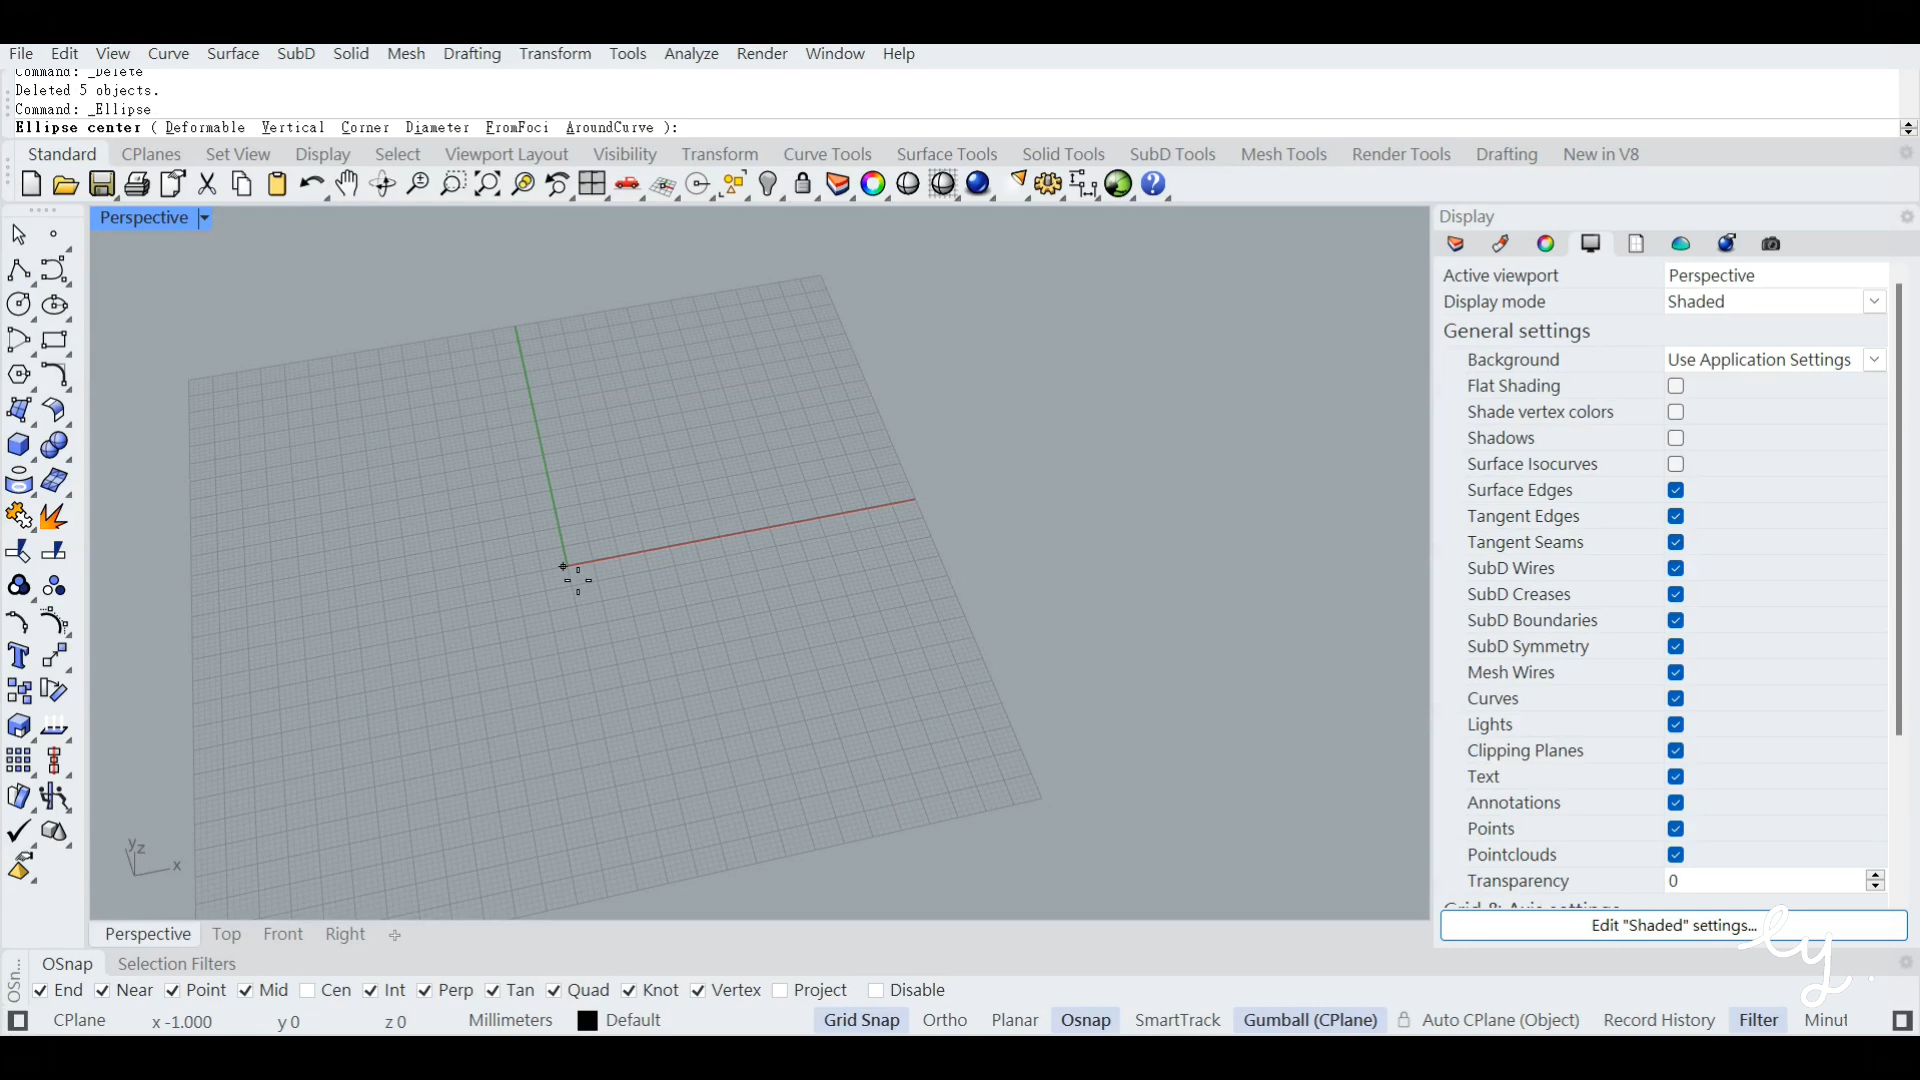 File Edit View Curve Surface SubD Solid Mesh Drafting Transform Tools Analyze Render Window Help
Command: _Delete
Deleted 5 objects.
Command: _Ellipse
Ellipse center ( Deformable Vertical Corner Diameter FromFoci AroundCurve ):
Standard CPlanes Set View Display Select Viewport Layout Visibility Transform Curve Tools Surface Tools Solid Tools SubD Tools Mesh Tools Render Tools Drafting New in V8
Perspective
Display
Active viewport Perspective
Display mode Shaded
General settings
Background Use Application Settings
Flat Shading
Shade vertex colors
Shadows
Surface Isocurves
Surface Edges
Tangent Edges
Tangent Seams
SubD Wires
SubD Creases
SubD Boundaries
SubD Symmetry
Mesh Wires
Curves
Lights
Clipping Planes
Text
Annotations
Points
Pointclouds
Transparency 0
Grid & Axis settings
Edit "Shaded" settings...
y z x
Perspective Top Front Right
ly.
OSn... OSnap Selection Filters
End Near Point Mid Cen Int Perp Tan Quad Knot Vertex Project Disable
CPlane x -1.000 y 0 z 0 Millimeters Default Grid Snap Ortho Planar Osnap SmartTrack Gumball (CPlane) Auto CPlane (Object) Record History Filter Minut